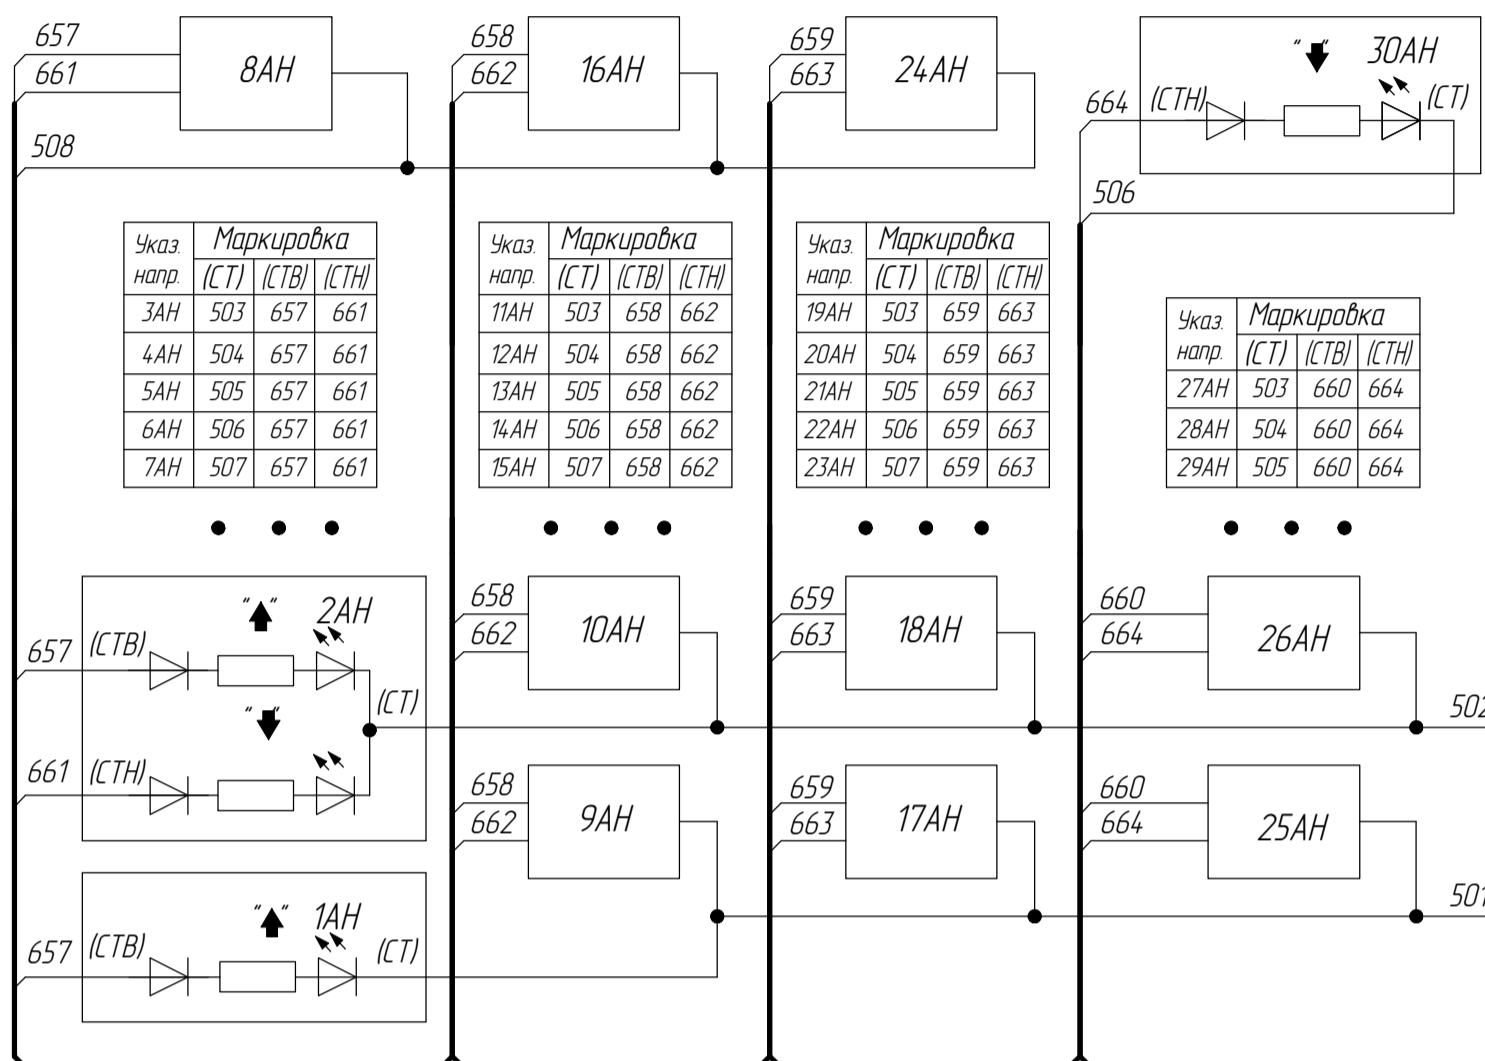 657
661
8АН
508
658
662
16АН
659
663
24АН
" "
30АН
664 (СТН)
(СТ)
506
Указ. напр. Маркировка
(СТ) (СТВ) (СТН)
3АН 503 657 661
4АН 504 657 661
5АН 505 657 661
6АН 506 657 661
7АН 507 657 661
Указ. напр. Маркировка
(СТ) (СТВ) (СТН)
11АН 503 658 662
12АН 504 658 662
13АН 505 658 662
14АН 506 658 662
15АН 507 658 662
Указ. напр. Маркировка
(СТ) (СТВ) (СТН)
19АН 503 659 663
20АН 504 659 663
21АН 505 659 663
22АН 506 659 663
23АН 507 659 663
Указ. напр. Маркировка
(СТ) (СТВ) (СТН)
27АН 503 660 664
28АН 504 660 664
29АН 505 660 664
" " 2АН
657 (СТВ)
(СТ)
" "
661 (СТН)
658
662
10АН
659
663
18АН
660
664
26АН
502
658
662
9АН
659
663
17АН
660
664
25АН
501
" " 1АН
657 (СТВ)
(СТ)